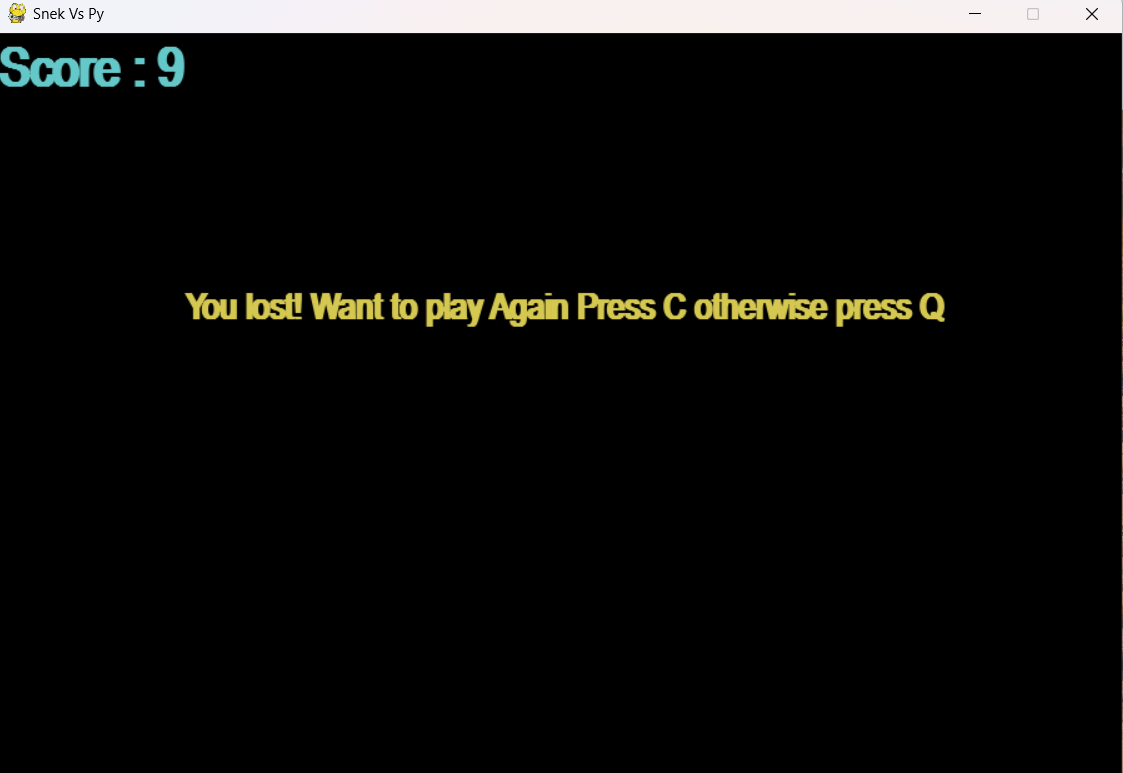 Snek Vs Py
Score : 9
You lost! Want to play Again Press C otherwise press Q